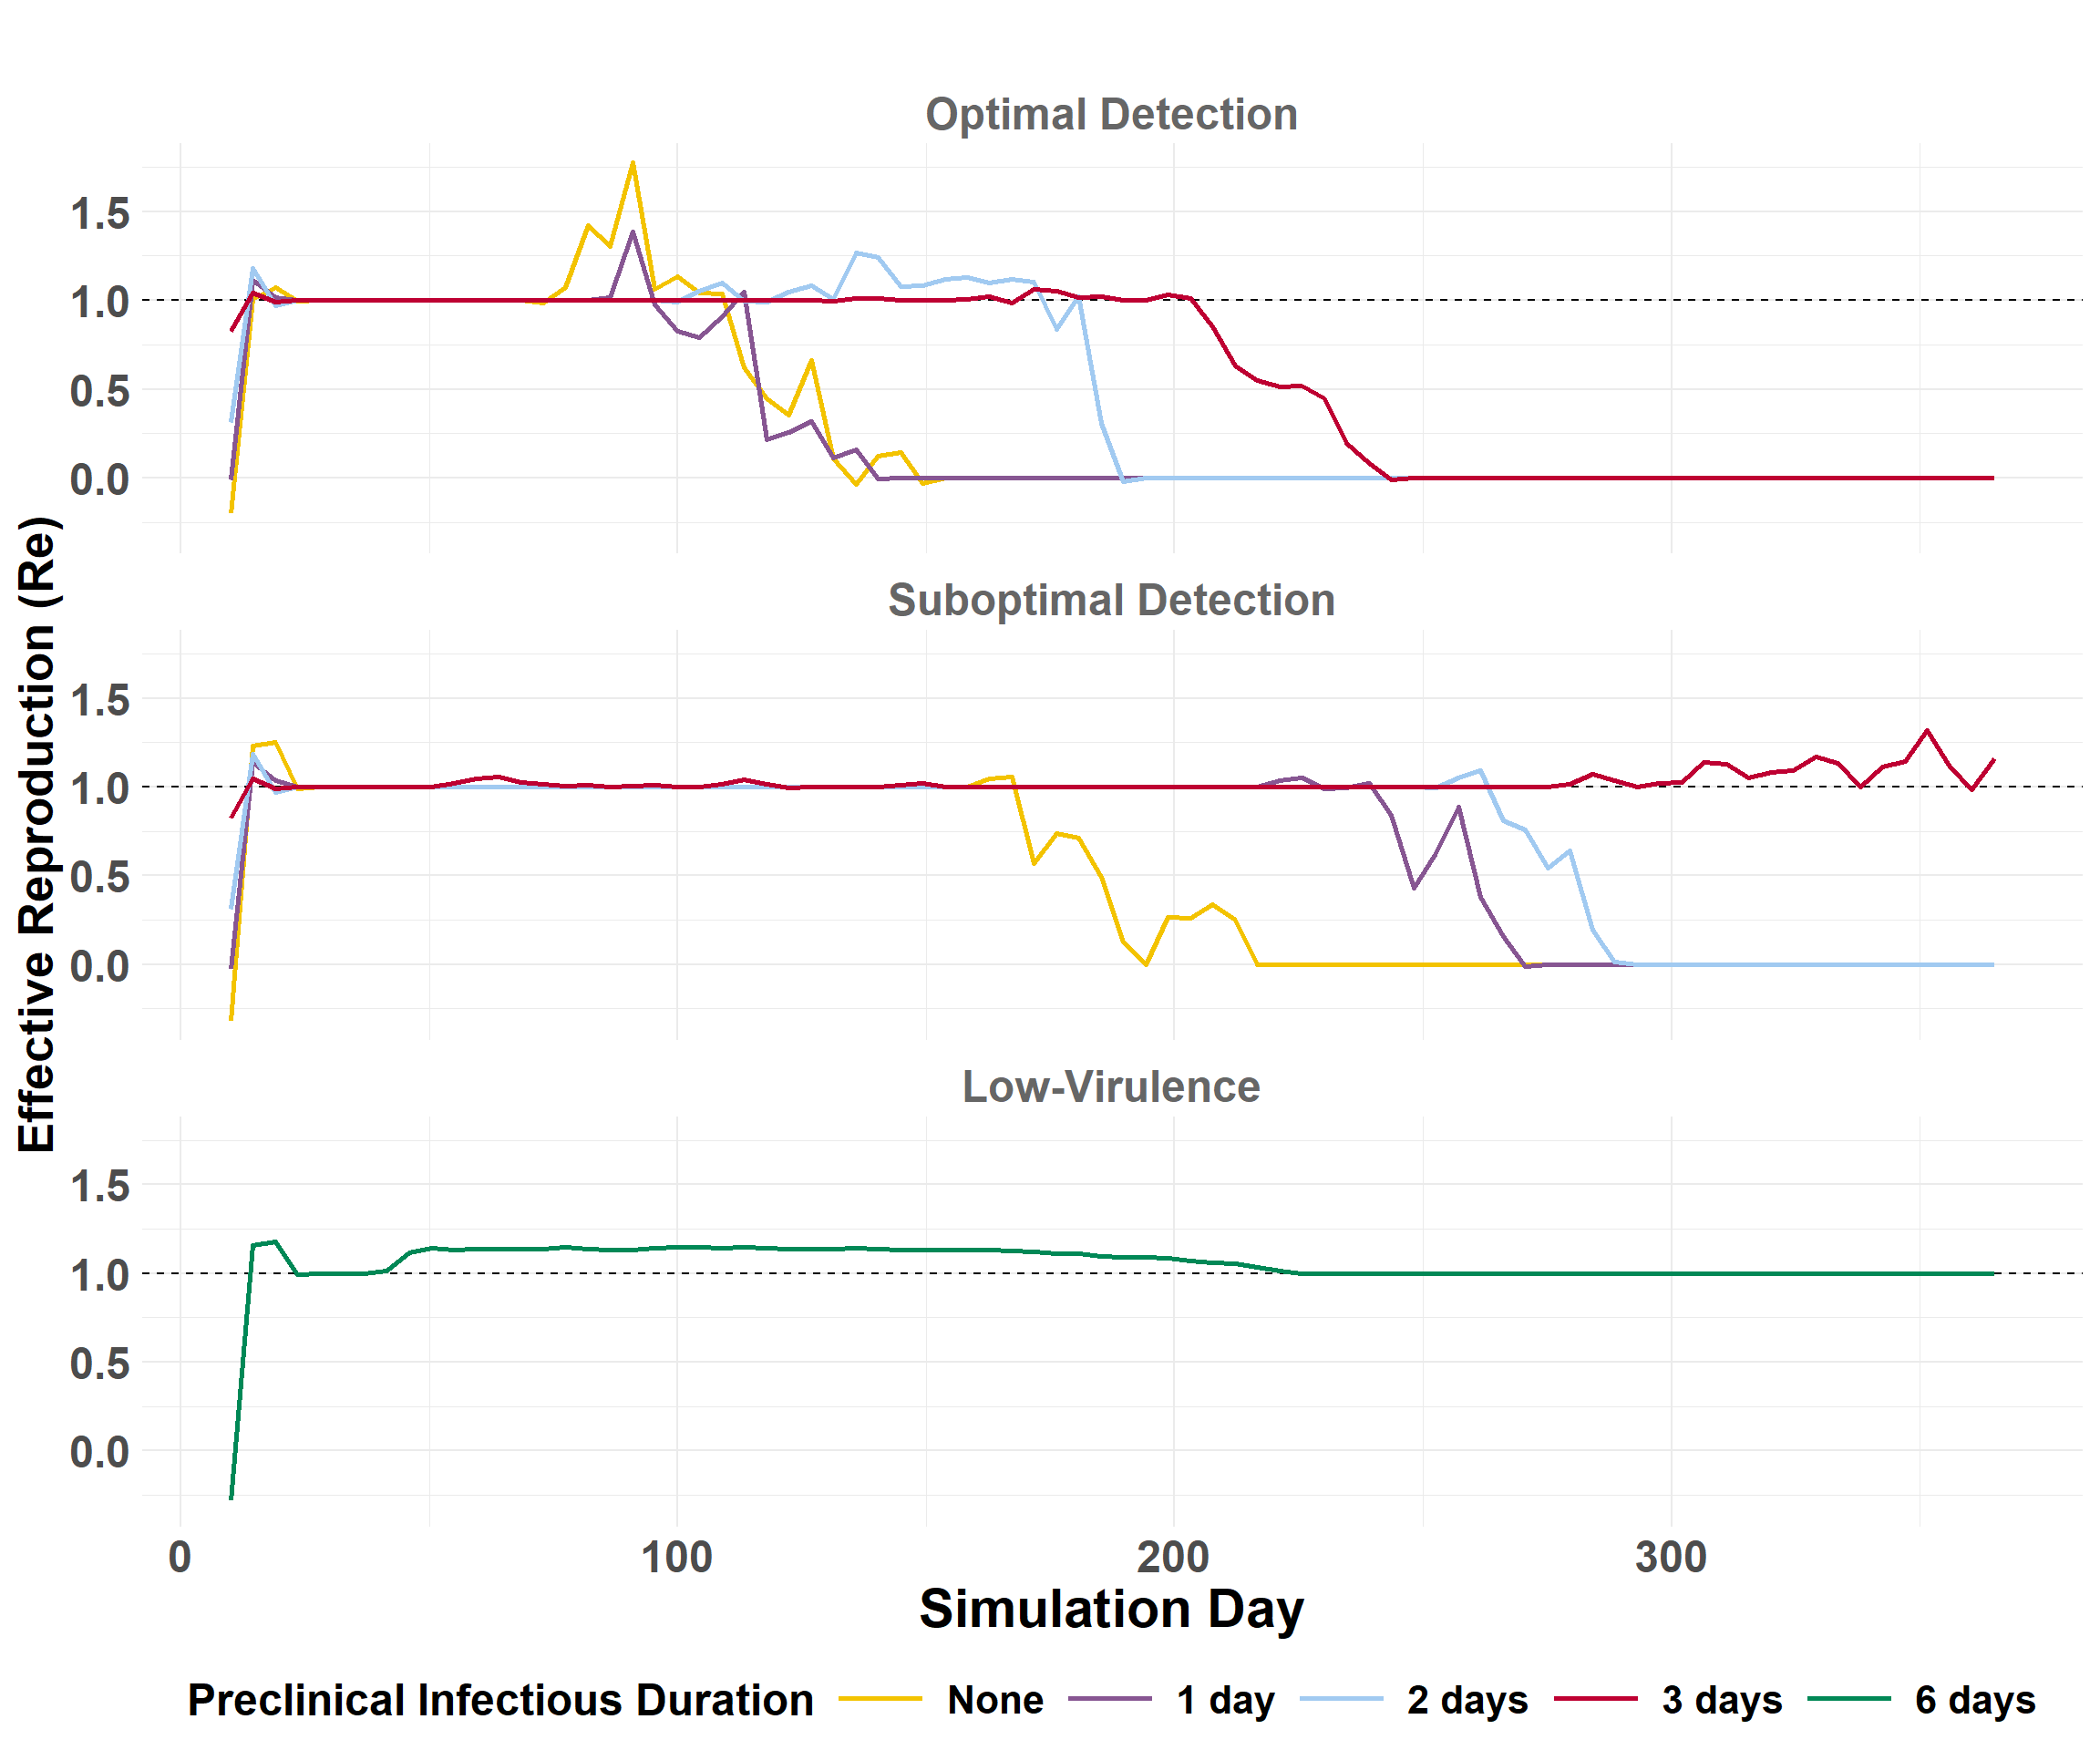 Optimal Detection
1.5
1.0
0.5
0.0
Suboptimal Detection
1.5
1.0
0.5
0.0
Low-Virulence
1.5
1.0
0.5
0.0
Effective Reproduction (Re)
0 100 200 300
Simulation Day
Preclinical Infectious Duration None 1 day 2 days 3 days 6 days